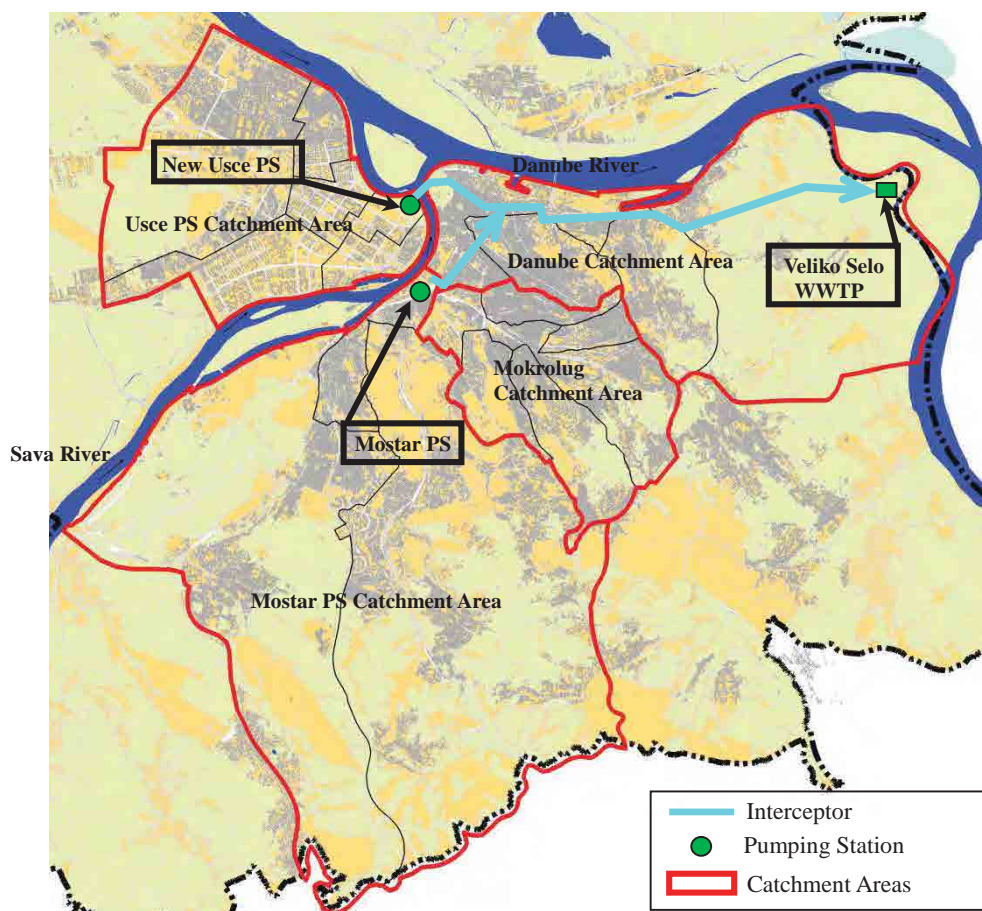 Danube River
New Usce PS
Usce PS Catchment Area
Danube Catchment Area
Veliko Selo
WWTP
Mokrolug
Catchment Area
Mostar PS
Sava River
Mostar PS Catchment Area
Interceptor
Pumping Station
Catchment Areas